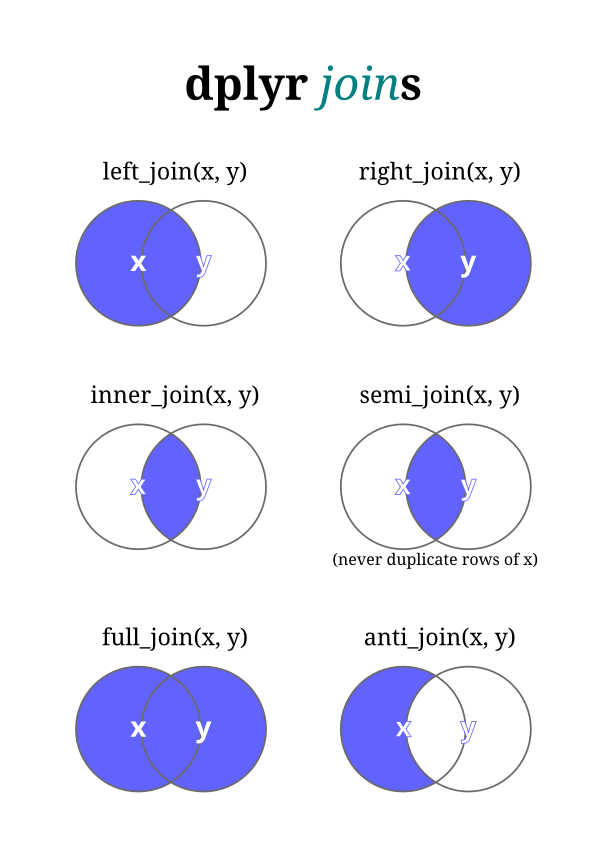 dplyr joins
left_join(x, y)
right_join(x, y)
x y
x y
inner_join(x, y)
semi_join(x, y)
x y
x y
(never duplicate rows of x)
full_join(x, y)
anti_join(x, y)
x y
x y